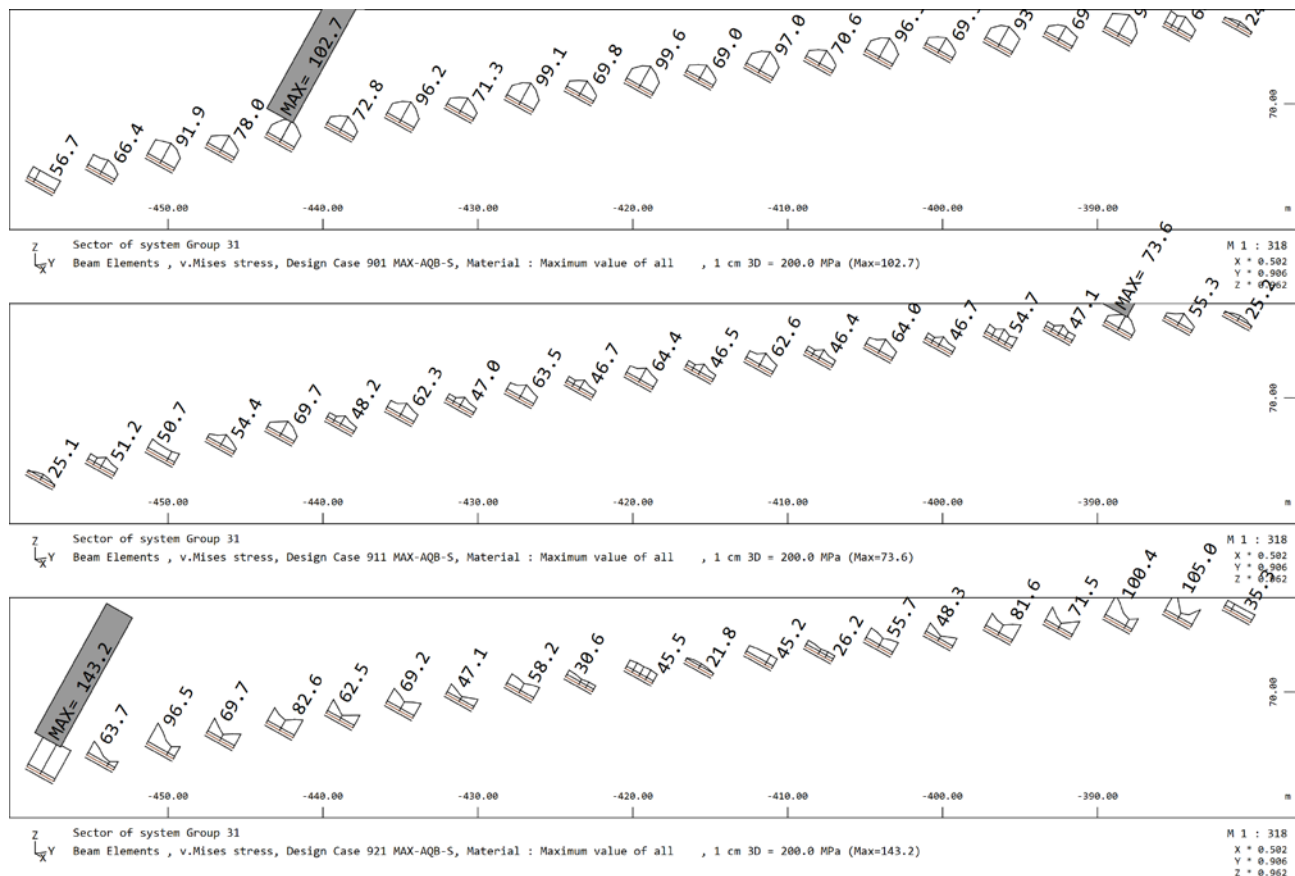 56.7 66.4 91.9 78.0 MAX= 102.7 72.8 96.2 71.3 99.1 69.8 99.6 69.0 97.0 70.6 96. 69. 93 69
70.00
-450.00 -440.00 -430.00 -420.00 -410.00 -400.00 -390.00 m
Z Y X Sector of system Group 31 M 1 : 318
Beam Elements , v.Mises stress, Design Case 901 MAX-AQB-S, Material : Maximum value of all , 1 cm 3D = 200.0 MPa (Max=102.7) X * 0.502
Y * 0.906
Z * 0.962
25.1 51.2 50.7 54.4 69.7 48.2 62.3 47.0 63.5 46.7 64.4 46.5 62.6 46.4 64.0 46.7 54.7 47.1 MAX= 73.6 55.3 25.2
70.00
-450.00 -440.00 -430.00 -420.00 -410.00 -400.00 -390.00 m
Z Y X Sector of system Group 31 M 1 : 318
Beam Elements , v.Mises stress, Design Case 911 MAX-AQB-S, Material : Maximum value of all , 1 cm 3D = 200.0 MPa (Max=73.6) X * 0.502
Y * 0.906
Z * 0.962
MAX= 143.2 63.7 96.5 69.7 82.6 62.5 69.2 47.1 58.2 30.6 45.5 21.8 45.2 26.2 55.7 48.3 81.6 71.5 100.4 105.0 35.3
70.00
-450.00 -440.00 -430.00 -420.00 -410.00 -400.00 -390.00 m
Z Y X Sector of system Group 31 M 1 : 318
Beam Elements , v.Mises stress, Design Case 921 MAX-AQB-S, Material : Maximum value of all , 1 cm 3D = 200.0 MPa (Max=143.2) X * 0.502
Y * 0.906
Z * 0.962